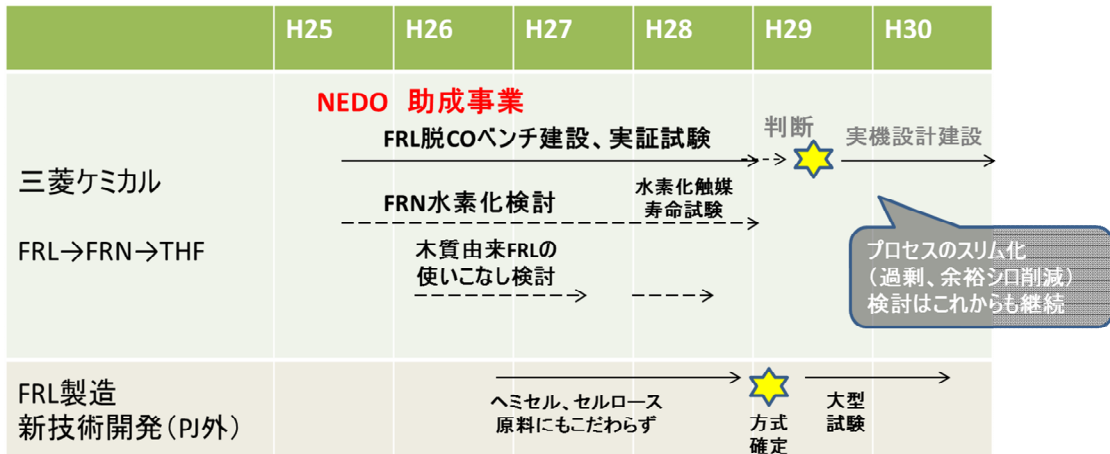 H25 H26 H27 H28 H29 H30
NEDO 助成事業
FRL脱COベンチ建設、実証試験
判断
実機設計建設
三菱ケミカル
FRL→FRN→THF
FRN水素化検討
水素化触媒
寿命試験
木質由来FRLの
使いこなし検討
プロセスのスリム化
（過剰、余裕シロ削減）
検討はこれからも継続
FRL製造
新技術開発（PJ外）
ヘミセル、セルロース
原料にもこだわらず
方式
確定
大型
試験